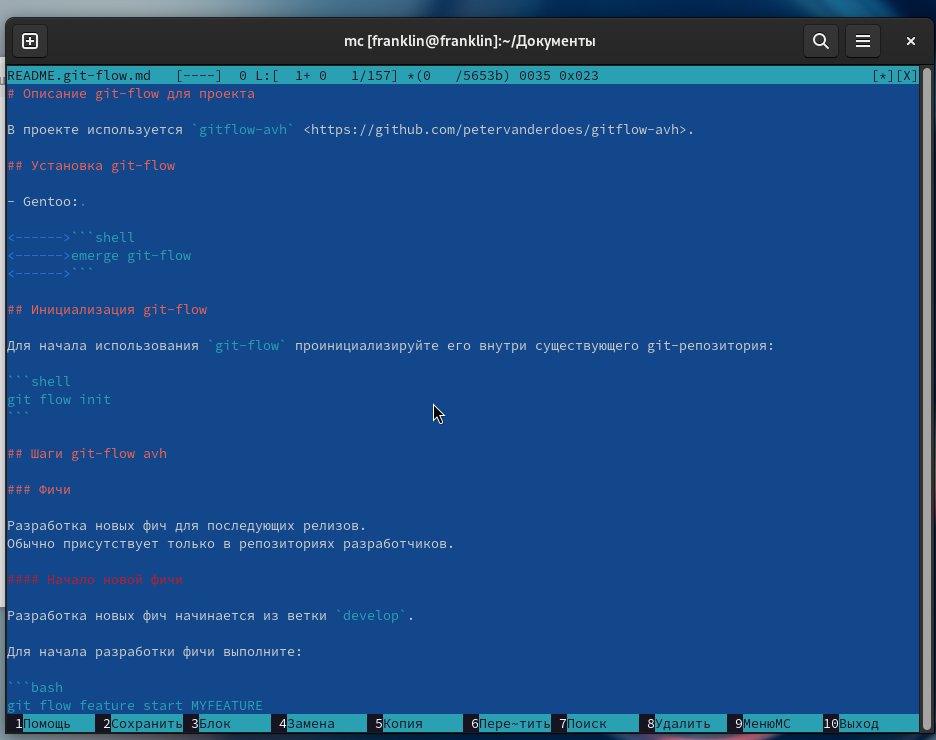 mc [franklin@franklin]:~/Документы
README.git-flow.md [----] 0 L:[ 1+ 0 1/157] *(0 /5653b) 0035 0x023 [*][X]
# Описание git-flow для проекта
В проекте используется `gitflow-avh` <https://github.com/petervanderdoes/gitflow-avh>.
## Установка git-flow
- Gentoo:.
<------>```shell
<------>emerge git-flow
<------>```
## Инициализация git-flow
Для начала использования `git-flow` проинициализируйте его внутри существующего git-репозитория:
```shell
git flow init
```
## Шаги git-flow avh
### Фичи
Разработка новых фич для последующих релизов.
Обычно присутствует только в репозиториях разработчиков.
#### Начало новой фичи
Разработка новых фич начинается из ветки `develop`.
Для начала разработки фичи выполните:
```bash
git flow feature start MYFEATURE
1Помощь 2Сохранить 3Блок 4Замена 5Копия 6Пере~тить 7Поиск 8Удалить 9МенюMC 10Выход